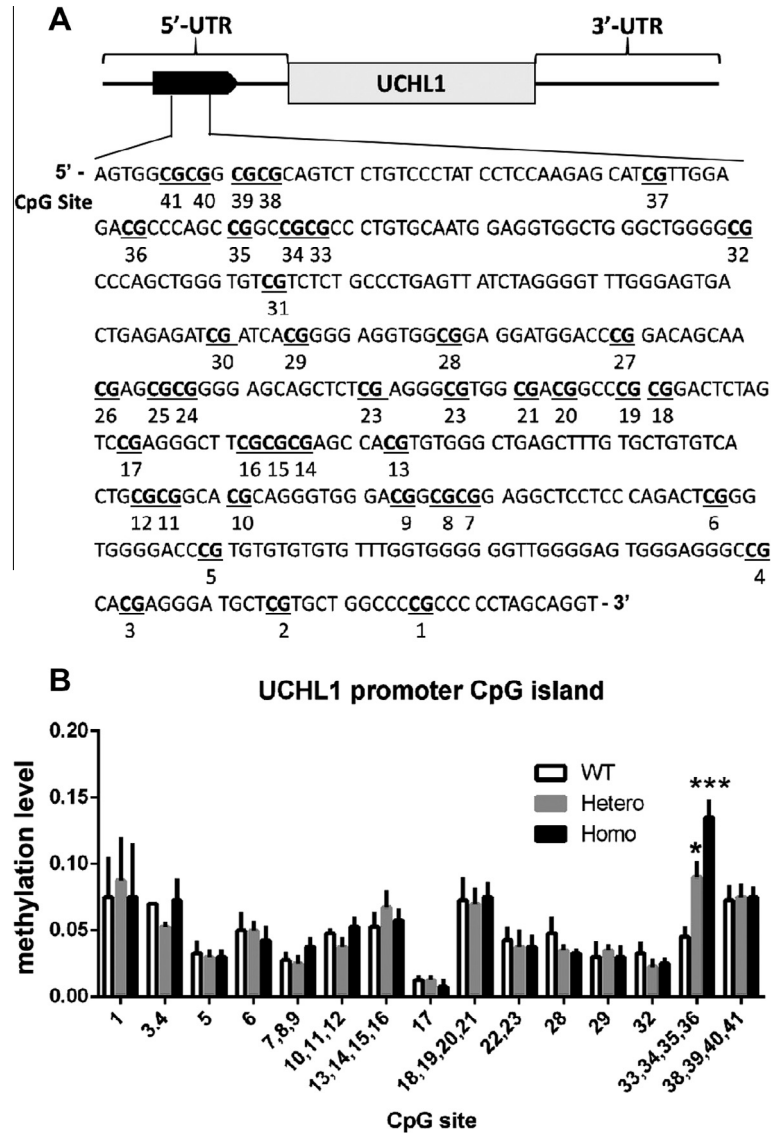 A
5’-UTR 3’-UTR
UCHL1
5’ - AGTGGCGCGG CGCGCAGTCT CTGTCCCTAT CCTCCAAGAG CATCGTTGGA
CpG Site 41 40 39 38 37
GACGCCCAGC CGGCCGCGCC CTGTGCAATG GAGGTGGCTG GGCTGGGGCG
36 35 34 33 32
CCCAGCTGGG TGTCGTCTCT GCCCTGAGTT ATCTAGGGGT TTGGGAGTGA
31
CTGAGAGATCG ATCACGGGGG AGGTGGCGGA GGATGGACCCG GACAGCAA
30 29 28 27
CGAGCGCGGGG AGCAGCTCTCG AGGGCGTGG CGACGGCCCG CGGACTCTAG
26 25 24 23 23 21 20 19 18
TCCGAGGGCTT TCGCGCGAGCC CACGTGTGGG CTGAGCTTTG TGCTGTGTCA
17 16 15 14 13
CTGCGCGGCA CGCAGGGTGG GACGGCGCGG AGGCTCCTCC CAGACTCGGG
12 11 10 9 8 7 6
TGGGGACCCG TGTGTGTGTGT TTTGGTGGGG GGTTGGGGAG TGGGAGGGCCG
5 4
CACGAGGGA TGCTCGTGCT GGCCCCGCCC CCTAGCAGGT - 3’
3 2 1
B
UCHL1 promoter CpG island
methylation level
0.20
0.15
0.10
0.05
0.00
WT
Hetero
Homo
*
***
1 3.4 5 6 7,8,9 10,11,12 13,14,15,16 17 18,19,20,21 22,23 28 29 32 33,34,35,36 38,39,40,41
CpG site